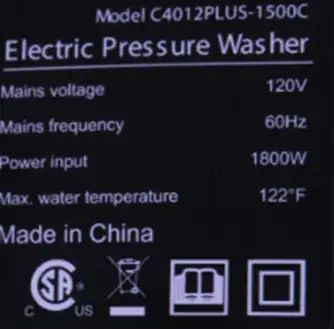 Model C4012PLUS-1500C
Electric Pressure Washer
Mains voltage 120V
Mains frequency 60Hz
Power input 1800W
Max. water temperature 122°F
Made in China
C SA ® US